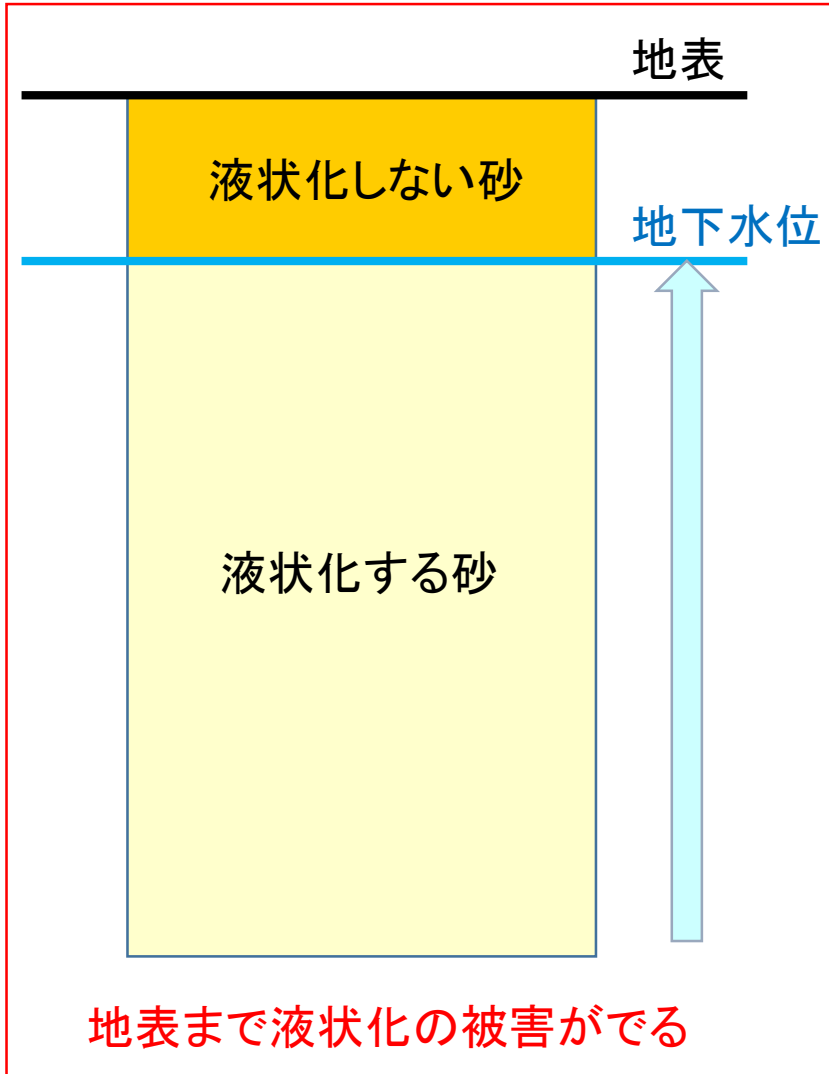 地表
液状化しない砂
地下水位
液状化する砂
地表まで液状化の被害がでる